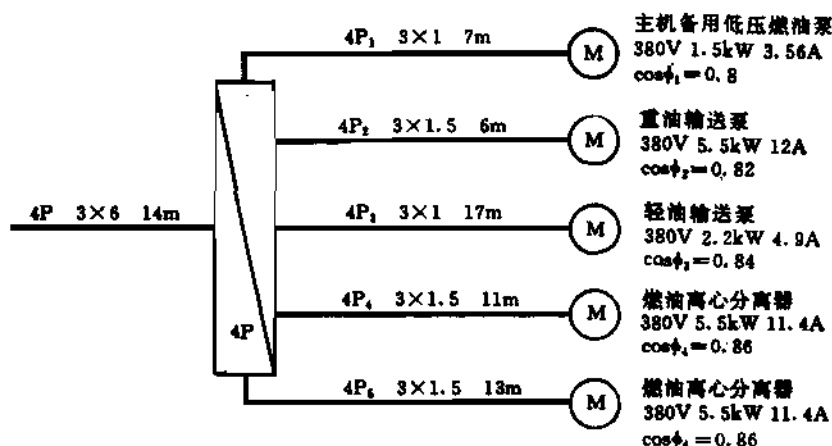 4P₁ 3×1 7m
M
主机备用低压燃油泵
380V 1.5kW 3.56A
cosϕ₁=0.8
4P₂ 3×1.5 6m
M
重油输送泵
380V 5.5kW 12A
cosϕ₂=0.82
4P 3×6 14m
4P₃ 3×1 17m
M
轻油输送泵
380V 2.2kW 4.9A
cosϕ₃=0.84
4P₄ 3×1.5 11m
M
燃油离心分离器
380V 5.5kW 11.4A
cosϕ₄=0.86
4P
4P₅ 3×1.5 13m
M
燃油离心分离器
380V 5.5kW 11.4A
cosϕ₄=0.86